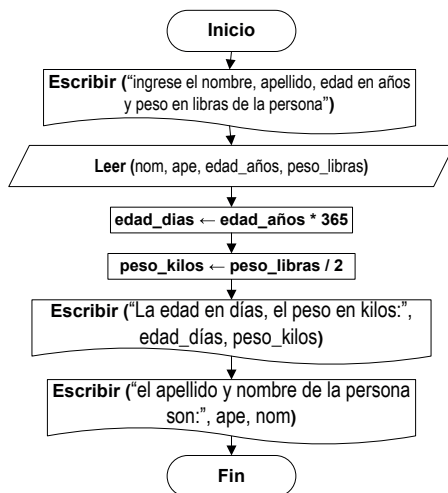 Inicio
Escribir (“ingrese el nombre, apellido, edad en años
y peso en libras de la persona”)
Leer (nom, ape, edad_años, peso_libras)
edad_dias ← edad_años * 365
peso_kilos ← peso_libras / 2
Escribir (“La edad en días, el peso en kilos:”,
edad_días, peso_kilos)
Escribir (“el apellido y nombre de la persona
son:”, ape, nom)
Fin